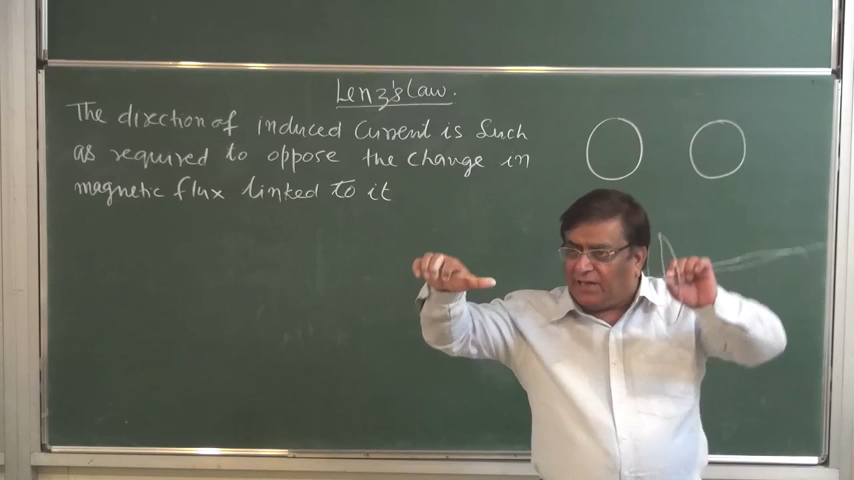 Lenz's Law.
The direction of induced Current is Such
as required to oppose the change in
magnetic flux linked to it